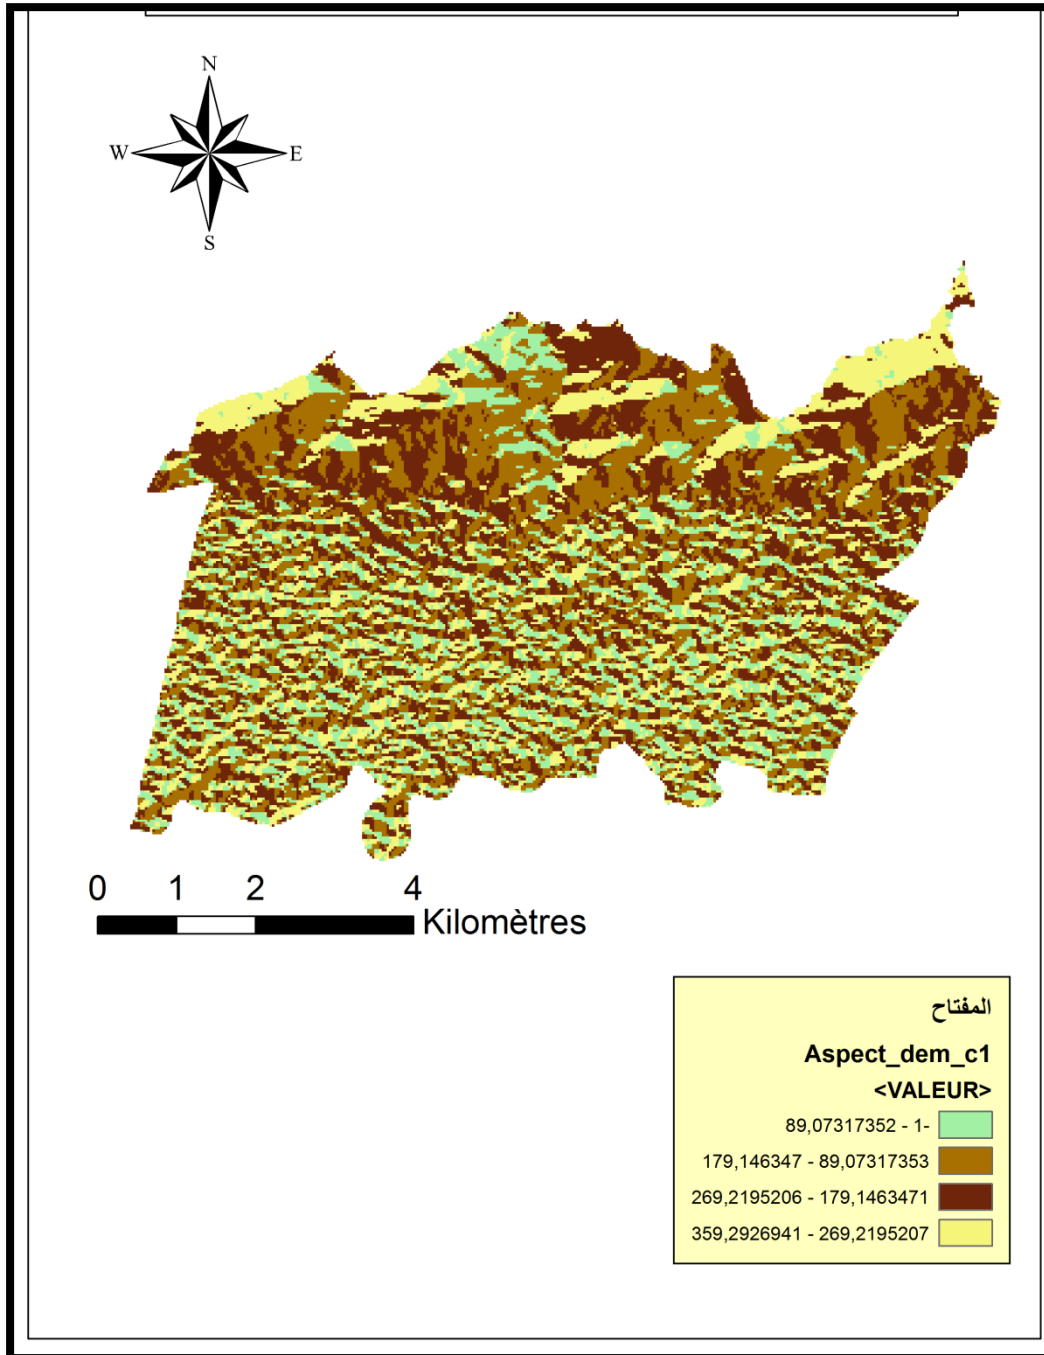 N
W E
S
0 1 2 4
Kilomètres
المفتاح
Aspect_dem_c1
<VALEUR>
89,07317352 - 1-
179,146347 - 89,07317353
269,2195206 - 179,1463471
359,2926941 - 269,2195207